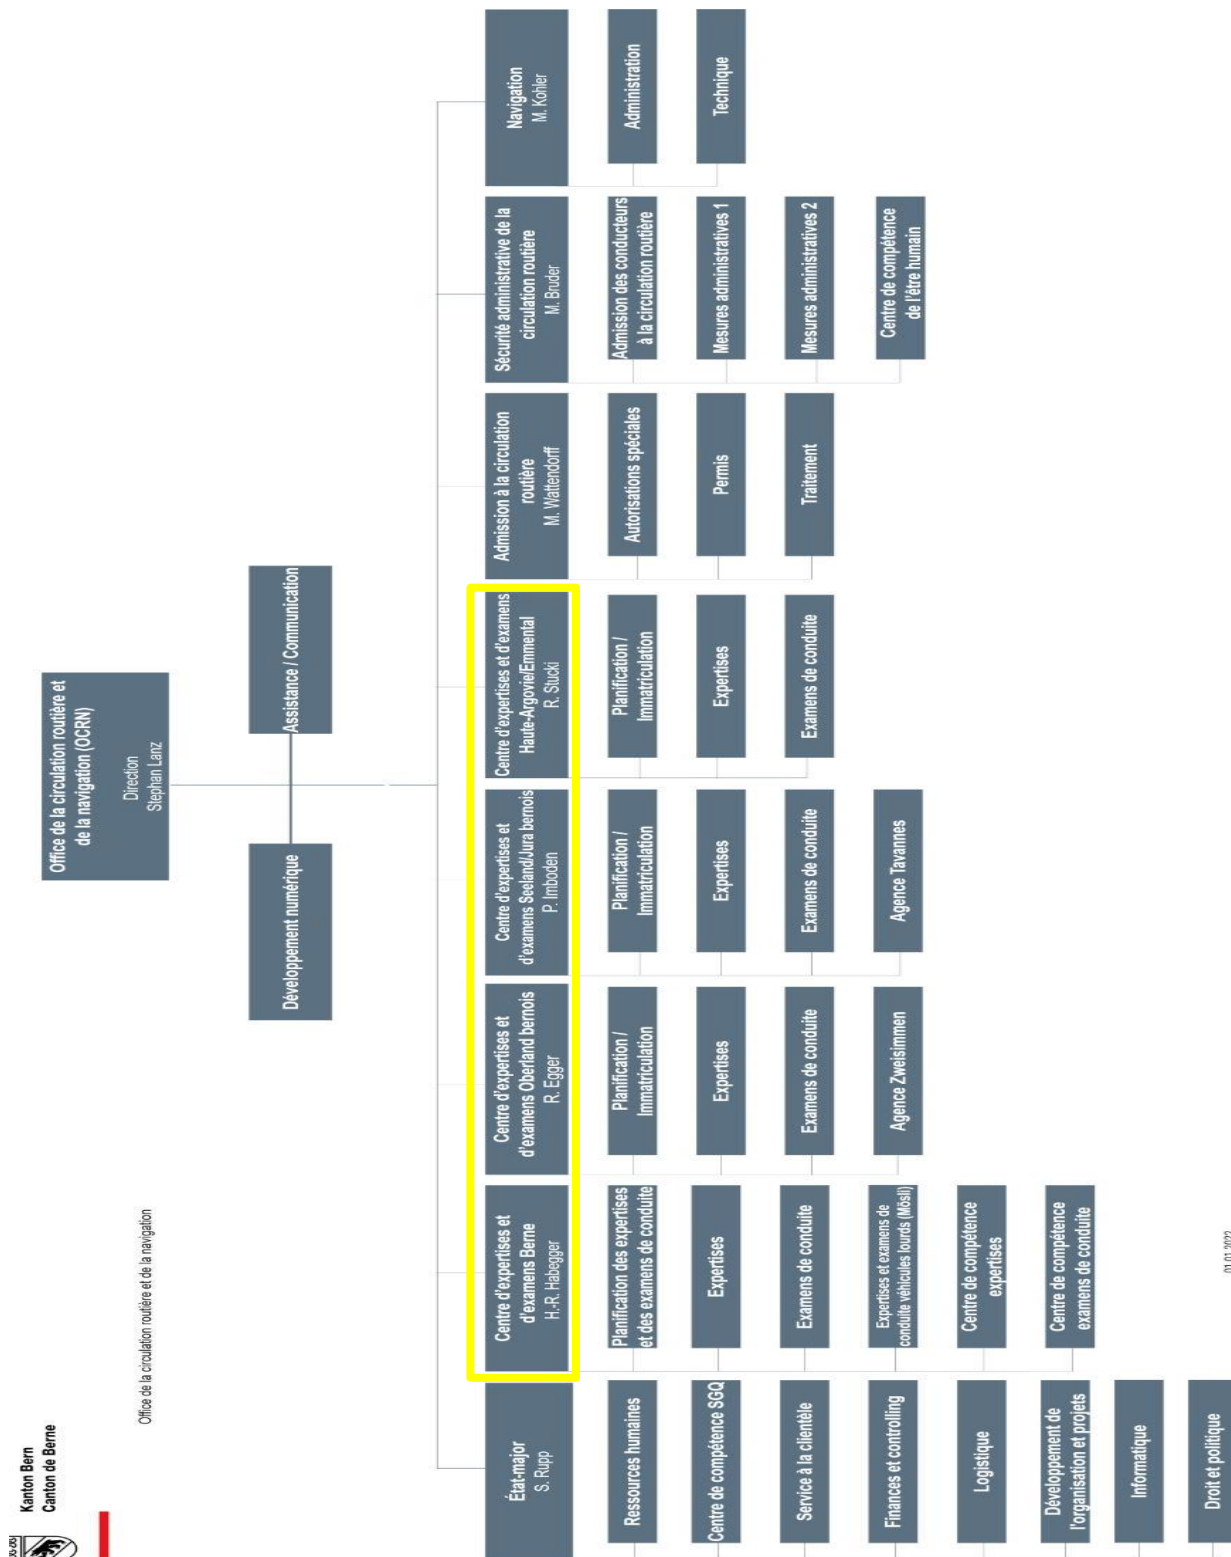 Kanton Bern
Canton de Berne
Office de la circulation routière et de la navigation
Office de la circulation routière et
de la navigation (OCRN)
Direction
Stephan Lanz
Développement numérique
Assistance / Communication
État-major
S. Rupp
Ressources humaines
Centre de compétence SGQ
Service à la clientèle
Finances et controlling
Logistique
Développement de
l'organisation et projets
Informatique
Droit et politique
Centre d'expertises et
d'examens Berne
H.-R. Habegger
Planification des expertises
et des examens de conduite
Expertises
Examens de conduite
Expertises et examens de
conduite véhicules lourds (Mösli)
Centre de compétence
expertises
Centre de compétence
examens de conduite
Centre d'expertises et
d'examens Oberland bernois
R. Egger
Planification /
Immatriculation
Expertises
Examens de conduite
Agence Zweisimmen
Centre d'expertises et
d'examens Seeland/Jura bernois
P. Imboden
Planification /
Immatriculation
Expertises
Examens de conduite
Agence Tavannes
Centre d'expertises et d'examens
Haute-Argovie/Emmental
R. Stucki
Planification /
Immatriculation
Expertises
Examens de conduite
Admission à la circulation
routière
M. Wattendorff
Autorisations spéciales
Permis
Traitement
Sécurité administrative de la
circulation routière
M. Bruder
Admission des conducteurs
à la circulation routière
Mesures administratives 1
Mesures administratives 2
Centre de compétence
de l'être humain
Navigation
M. Kohler
Administration
Technique
01.01.2022